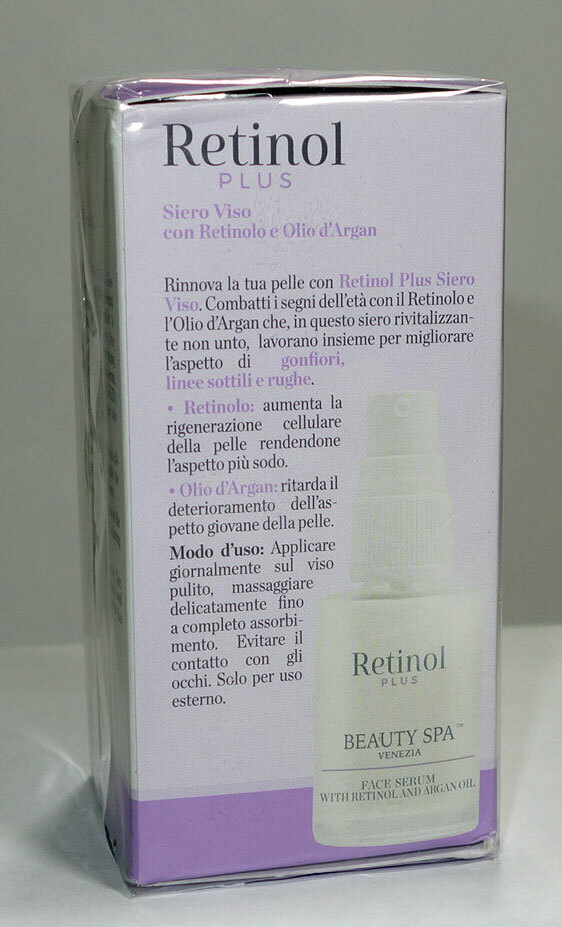 Retinol
PLUS
Siero Viso
con Retinolo e Olio d'Argan
Rinnova la tua pelle con Retinol Plus Siero
Viso. Combatti i segni dell'età con il Retinolo e
l'Olio d'Argan che, in questo siero rivitalizzan-
te non unto, lavorano insieme per migliorare
l'aspetto di gonfiori,
linee sottili e rughe.
• Retinolo: aumenta la
rigenerazione cellulare
della pelle rendendone
l'aspetto più sodo.
• Olio d'Argan: ritarda il
deterioramento dell'as-
petto giovane della pelle.
Modo d'uso: Applicare
giornalmente sul viso
pulito, massaggiare
delicatamente fino
a completo assorbi-
mento. Evitare il
contatto con gli
occhi. Solo per uso
esterno.
Retinol
PLUS
BEAUTY SPA™
VENEZIA
FACE SERUM
WITH RETINOL AND ARGAN OIL